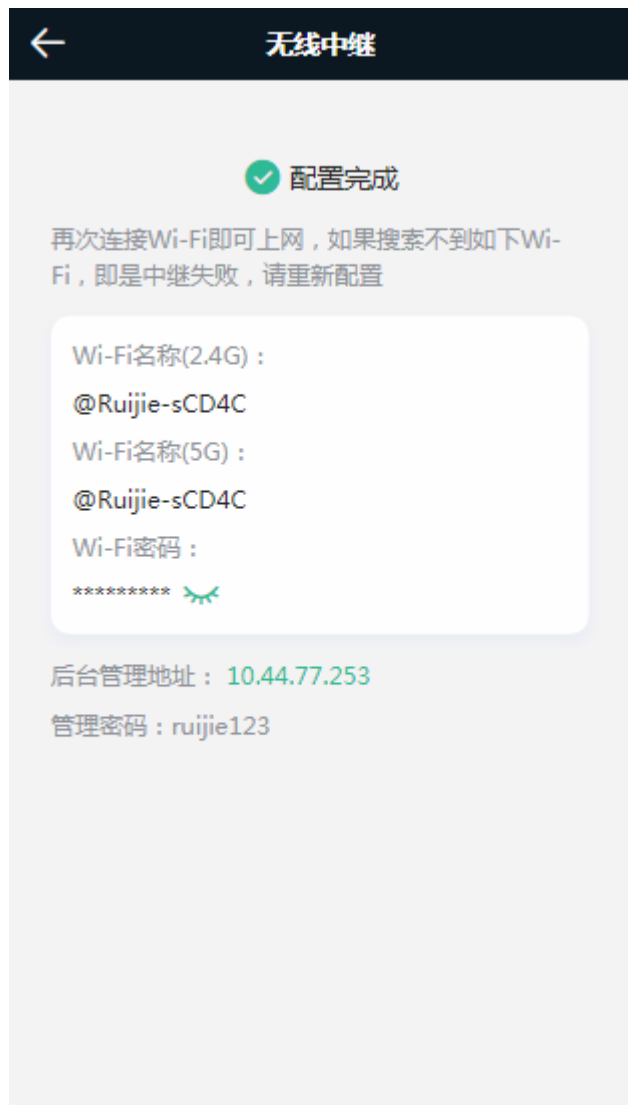 无线中继
配置完成
再次连接Wi-Fi即可上网，如果搜索不到如下Wi-
Fi，即是中继失败，请重新配置
Wi-Fi名称(2.4G)：
@Ruijie-sCD4C
Wi-Fi名称(5G)：
@Ruijie-sCD4C
Wi-Fi密码：
*********
后台管理地址： 10.44.77.253
管理密码：ruijie123